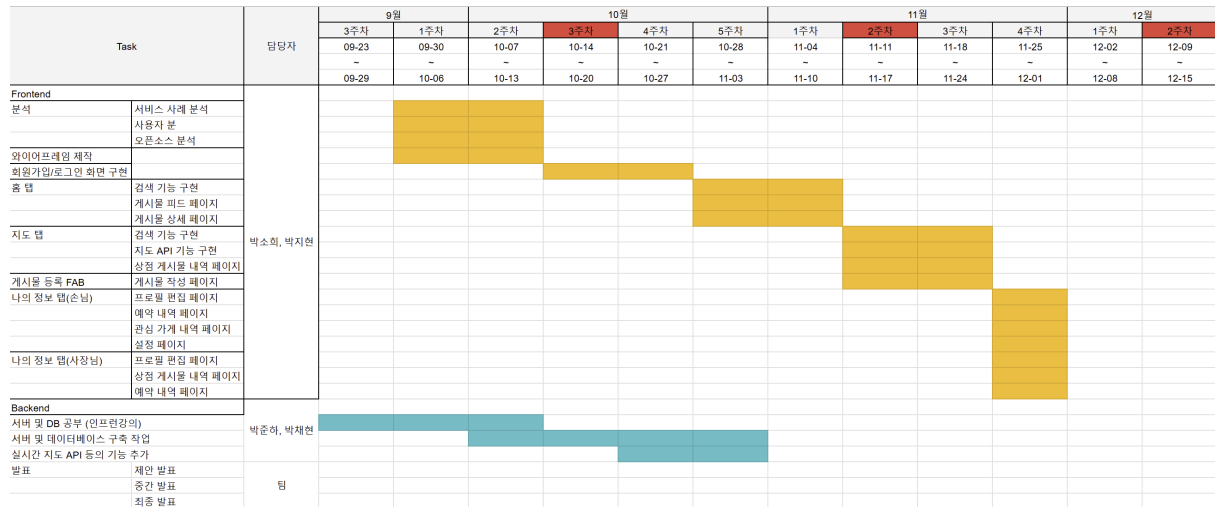 Task 담당자 9월 10월 11월 12월
3주차 1주차 2주차 3주차 4주차 5주차 1주차 2주차 3주차 4주차 1주차 2주차
09-23 09-30 10-07 10-14 10-21 10-28 11-04 11-11 11-18 11-25 12-02 12-09
~ ~ ~ ~ ~ ~ ~ ~ ~ ~ ~ ~
09-29 10-06 10-13 10-20 10-27 11-03 11-10 11-17 11-24 12-01 12-08 12-15
Frontend
분석 서비스 사례 분석
사용자 분
오픈소스 분석
와이어프레임 제작
회원가입/로그인 화면 구현
홈 탭 검색 기능 구현
게시물 피드 페이지
게시물 상세 페이지
지도 탭 검색 기능 구현
박소희, 박지현
지도 API 기능 구현
상점 게시물 내역 페이지
게시물 등록 FAB 게시물 작성 페이지
나의 정보 탭(손님) 프로필 편집 페이지
예약 내역 페이지
관심 가게 내역 페이지
설정 페이지
나의 정보 탭(사장님) 프로필 편집 페이지
상점 게시물 내역 페이지
예약 내역 페이지
Backend
서버 및 DB 공부 (인프런강의)
박준하, 박채현
서버 및 데이터베이스 구축 작업
실시간 지도 API 등의 기능 추가
발표 제안 발표
중간 발표 팀
최종 발표